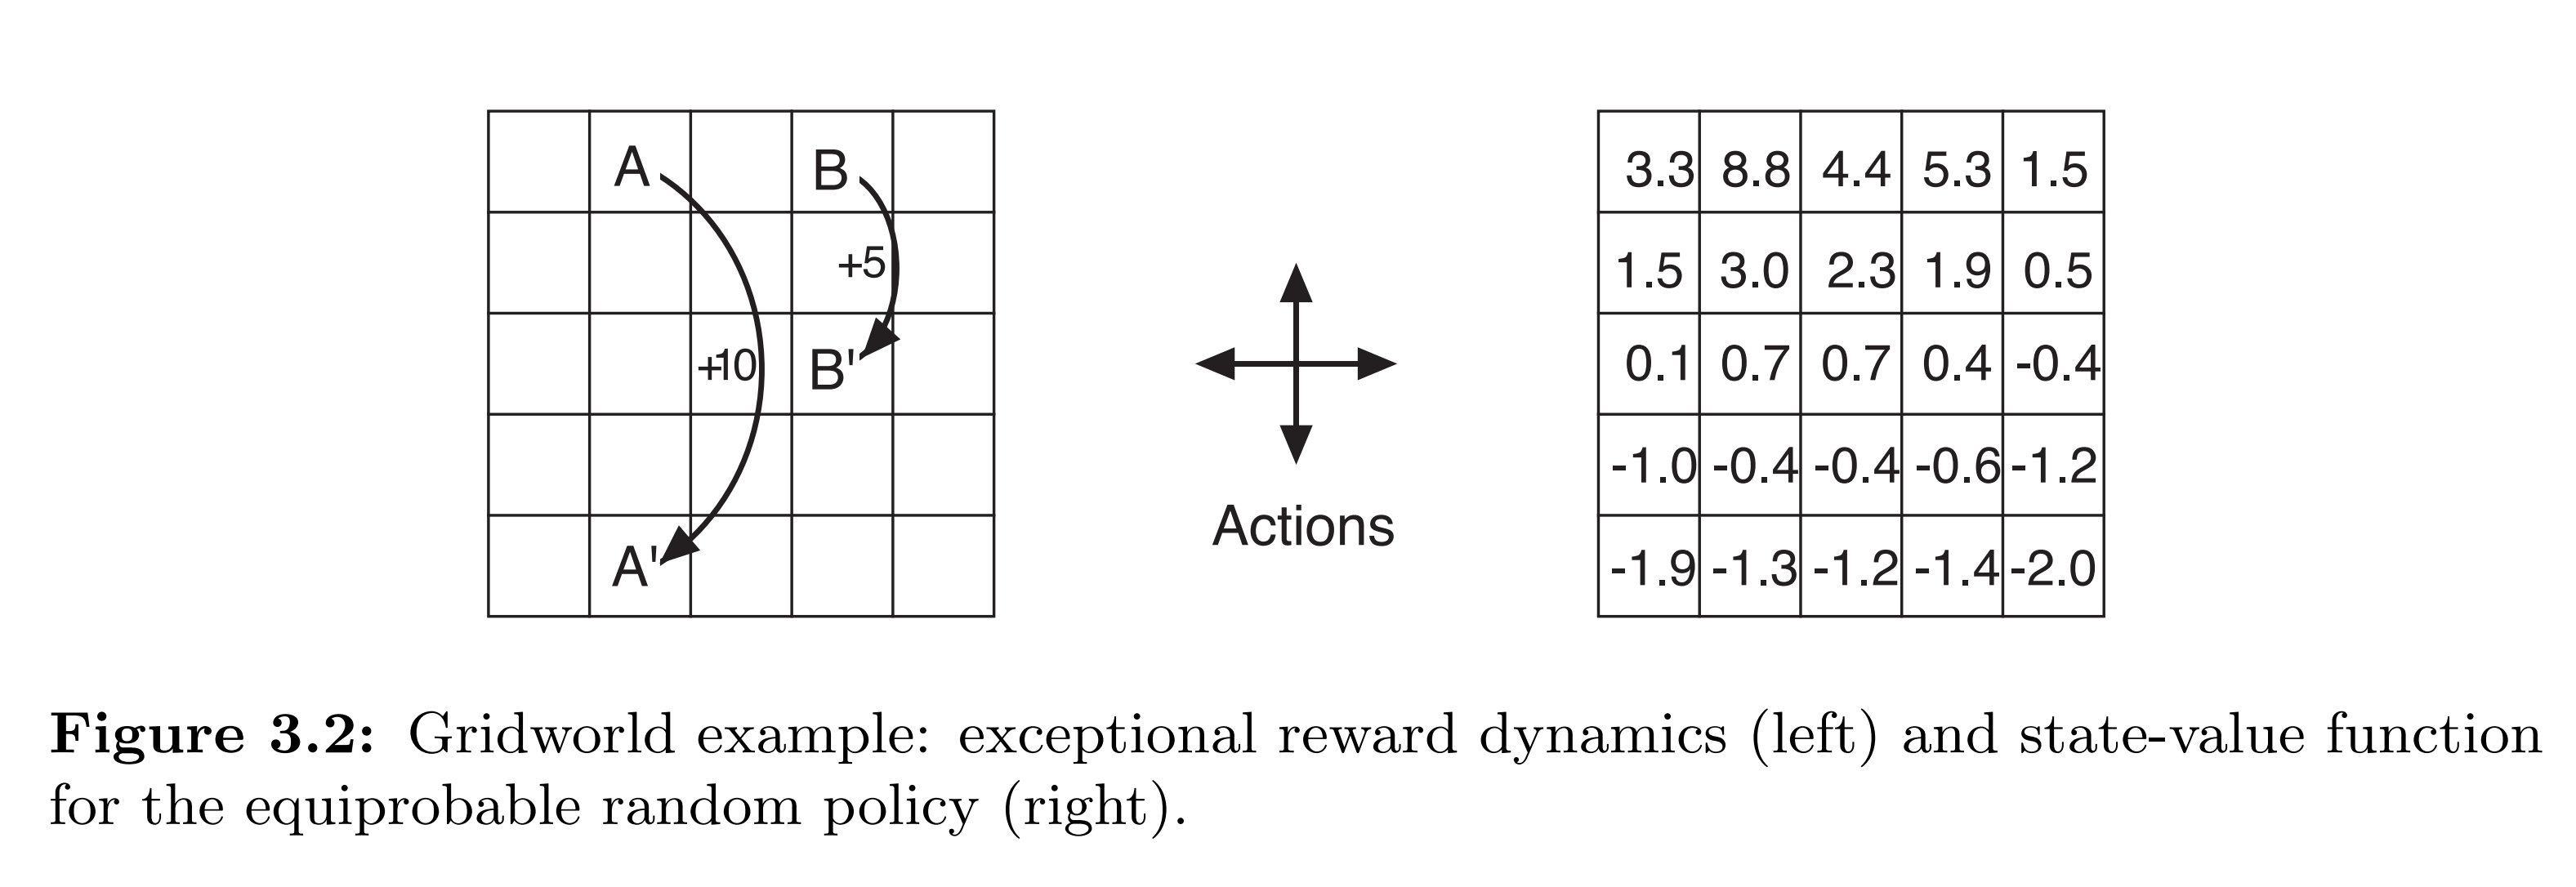 A B
+5
+10 B'
A'
Actions
3.3 8.8 4.4 5.3 1.5
1.5 3.0 2.3 1.9 0.5
0.1 0.7 0.7 0.4 -0.4
-1.0 -0.4 -0.4 -0.6 -1.2
-1.9 -1.3 -1.2 -1.4 -2.0
Figure 3.2: Gridworld example: exceptional reward dynamics (left) and state-value function
for the equiprobable random policy (right).